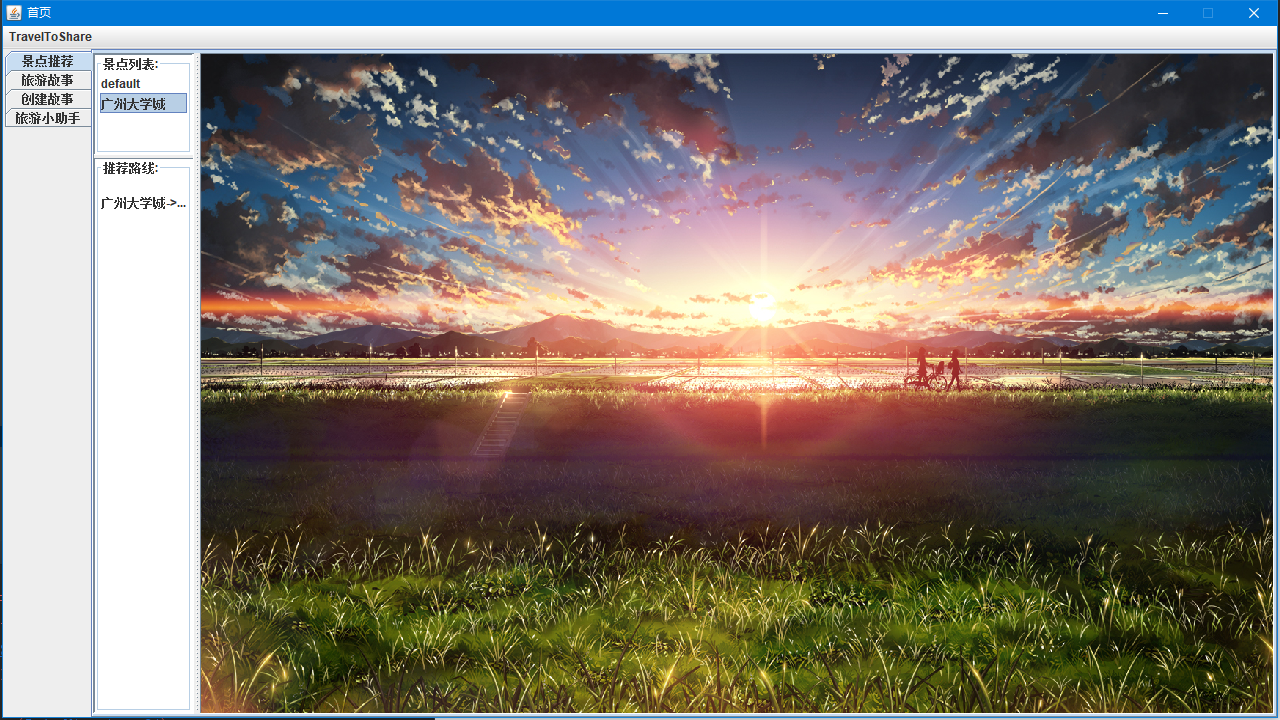 首页
TravelToShare
景点推荐
旅游故事
创建故事
旅游小助手
景点列表:
default
广州大学城
推荐路线:
广州大学城->...